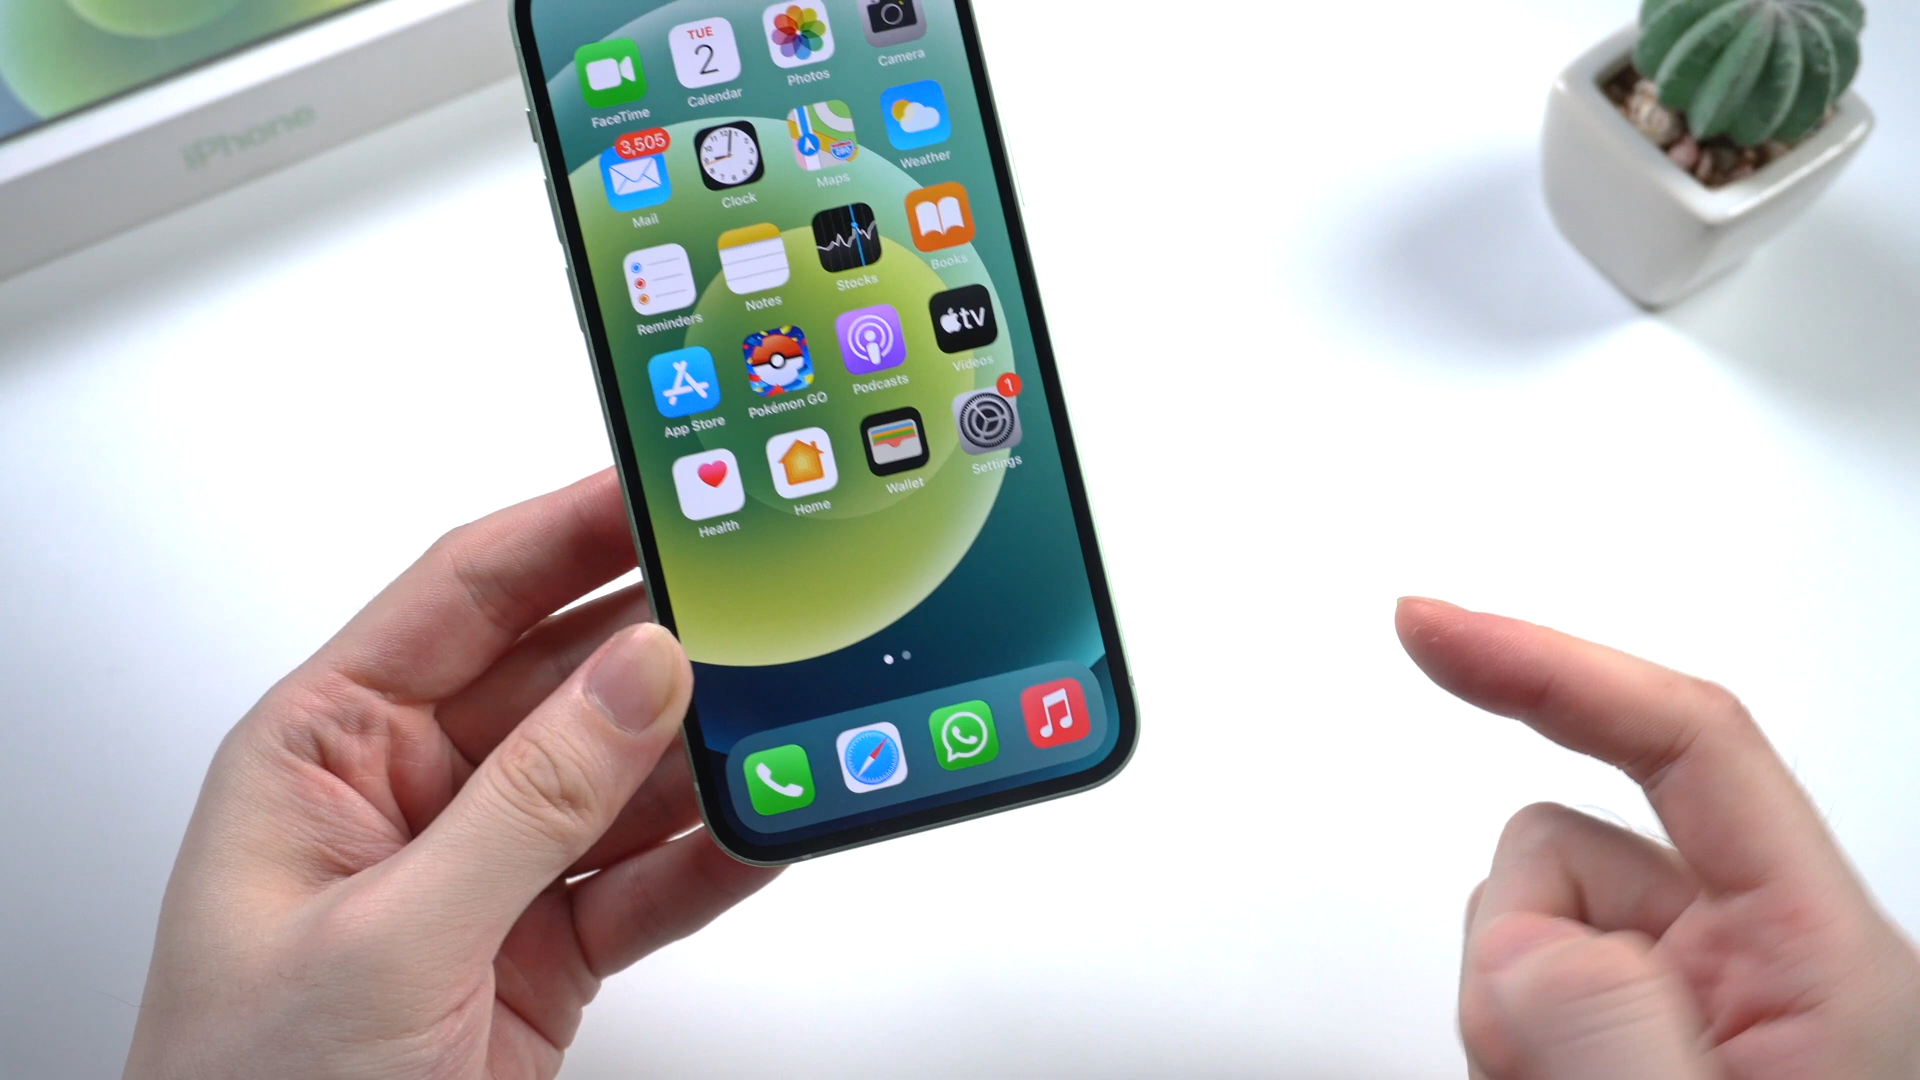 iPhone
FaceTime
TUE
2
Calendar
Photos
Camera
3,505
Mail
Clock
280
Maps
Weather
Reminders
Notes
Stocks
Books
App Store
Pokémon GO
Podcasts
tv
Videos
1
Settings
Health
Home
Wallet